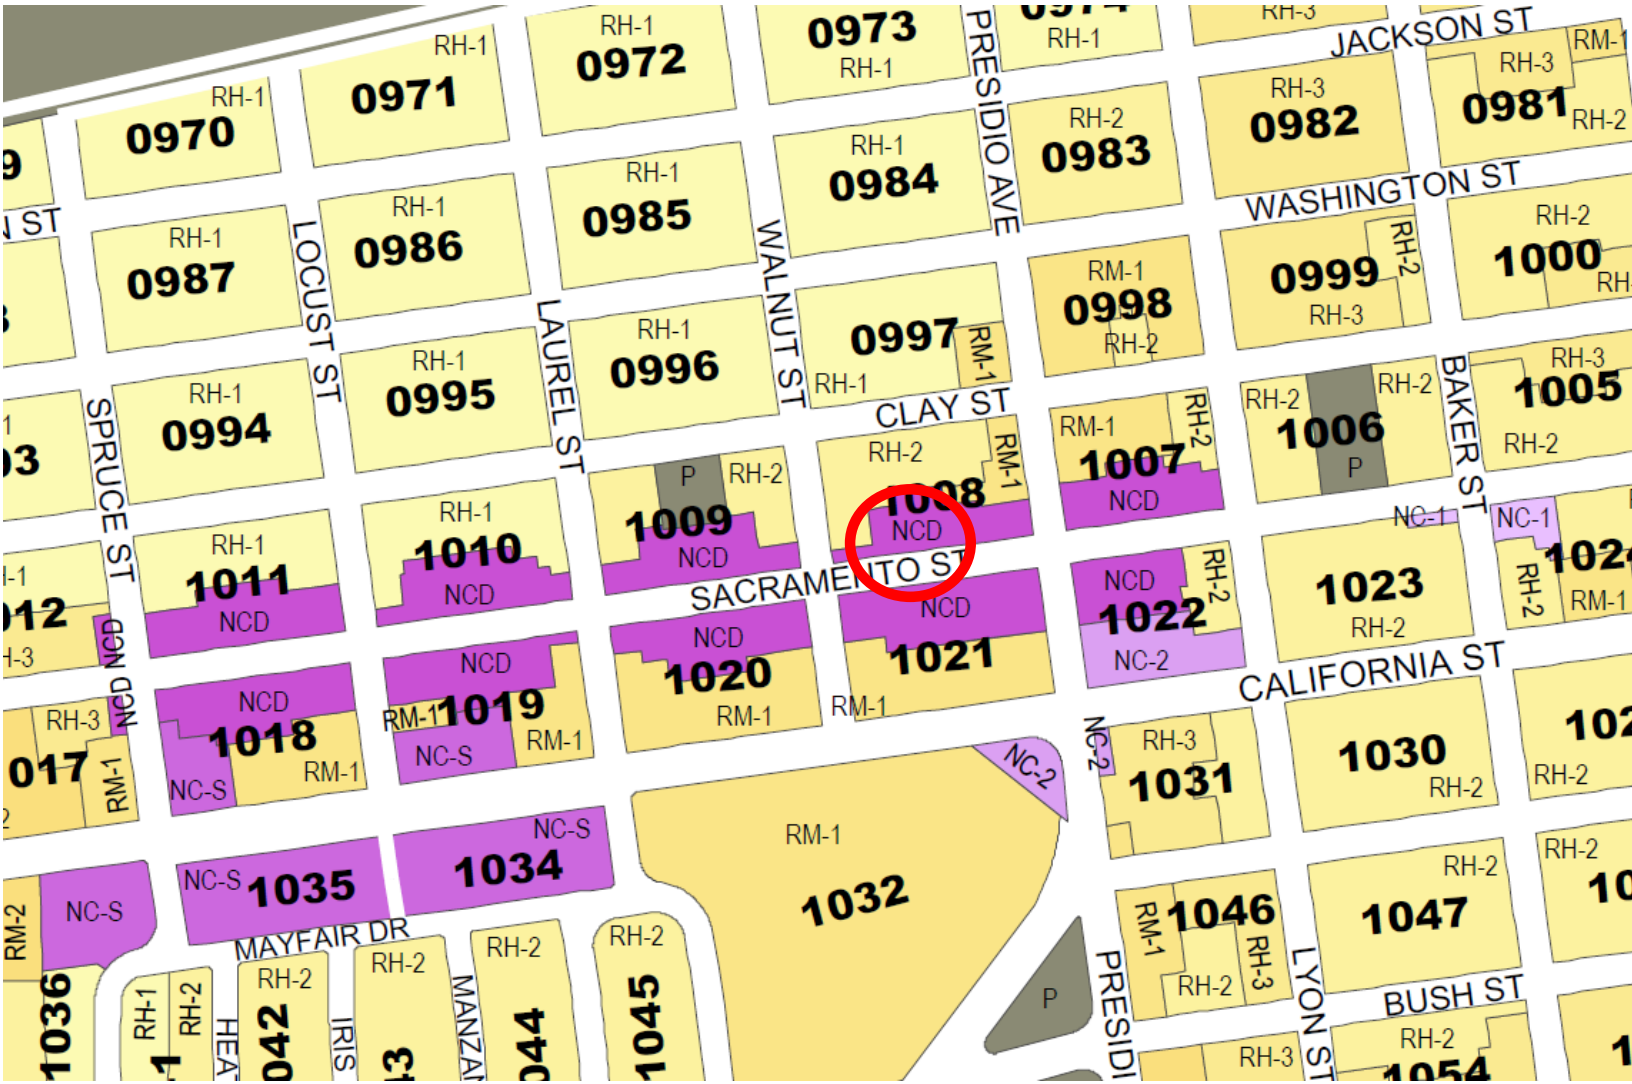 RH-1
0970
RH-1
0971
RH-1
0972
0973
RH-1
PRESIDIO AVE
RH-1
RH-3
JACKSON ST
RM-1
RH-3
0981
RH-2
RH-3
0982
RH-2
0983
RH-1
0984
RH-1
0985
RH-1
0986
RH-1
0987
LOCUST ST
WALNUT ST
WASHINGTON ST
RH-2
1000
RH-2
0999
RH-3
RM-1
0998
RH-2
0997
RM-1
RH-1
RH-1
0996
LAUREL ST
RH-1
0995
RH-1
0994
SPRUCE ST
CLAY ST
BAKER ST
RH-3
1005
RH-2
RH-2
1006
RH-2
P
RM-1
RH-2
1007
NCD
RH-2
RM-1
1008
NCD
P
RH-2
1009
NCD
RH-1
1010
NCD
RH-1
1011
NCD
SACRAMENTO ST
NC-1
NC-1
RH-2
RM-1
1023
RH-2
NCD
RH-2
1022
NC-2
NCD
1021
RM-1
NCD
1020
RM-1
NCD
RM-1
1019
NC-S
RM-1
NCD
1018
NC-S
RM-1
NCD
NCD
RH-3
RM-1
CALIFORNIA ST
NC-2
NC-2
RH-3
1031
1030
RH-2
RH-2
RM-1
1032
NC-S
1034
NC-S
1035
NC-S
RM-2
MAYFAIR DR
1036
RH-1
RH-2
RH-2
RH-2
IRIS
RH-2
RH-2
1045
P
RM-1
1046
RH-2
RH-3
RH-2
1047
RH-2
LYON ST
BUSH ST
RH-3
RH-2
1054